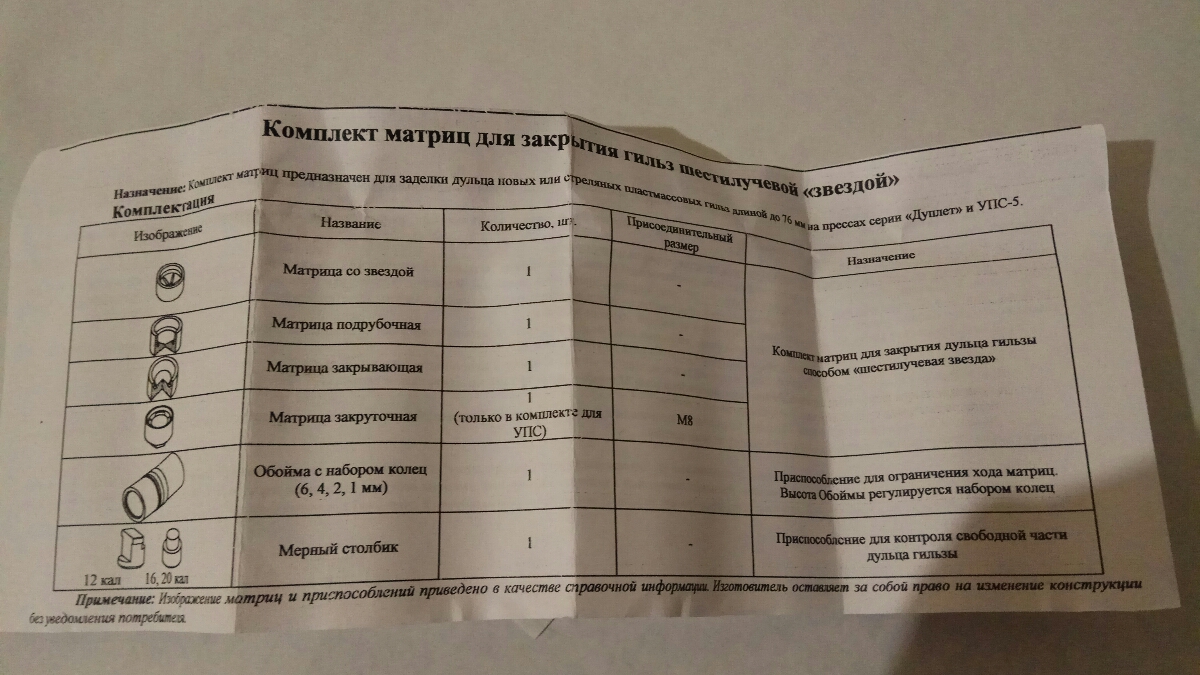 Комплект матриц для закрытия гильз шестилучевой «звездой»
Назначение: Комплект матриц предназначен для заделки дульца новых или стреляных пластмассовых гильз длиной до 76 мм на прессах серии «Дуплет» и УПС-5.
Комплектация
Изображение Название Количество, шт. Присоединительный размер Назначение
Матрица со звездой 1 -
Матрица подрубочная 1 -
Матрица закрывающая 1 -
Комплект матриц для закрытия дульца гильзы
способом «шестилучевая звезда»
Матрица закруточная 1
(только в комплекте для
УПС) М8
Обойма с набором колец
(6, 4, 2, 1 мм) 1 -
Приспособление для ограничения хода матриц.
Высота Обоймы регулируется набором колец
12 кал 16, 20 кал
Мерный столбик 1 -
Приспособление для контроля свободной части
дульца гильзы
Примечание: Изображение матриц и приспособлений приведено в качестве справочной информации. Изготовитель оставляет за собой право на изменение конструкции
без уведомления потребителя.